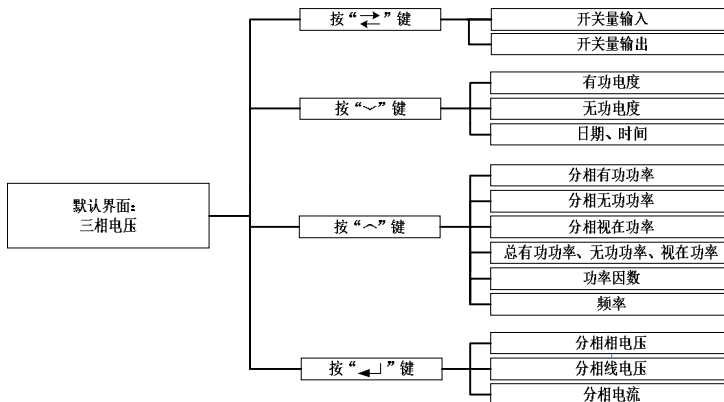 默认界面：
三相电压
按“⇄”键
开关量输入
开关量输出
按“﹀”键
有功电度
无功电度
日期、时间
按“︿”键
分相有功功率
分相无功功率
分相视在功率
总有功功率、无功功率、视在功率
功率因数
频率
按“↵”键
分相相电压
分相线电压
分相电流